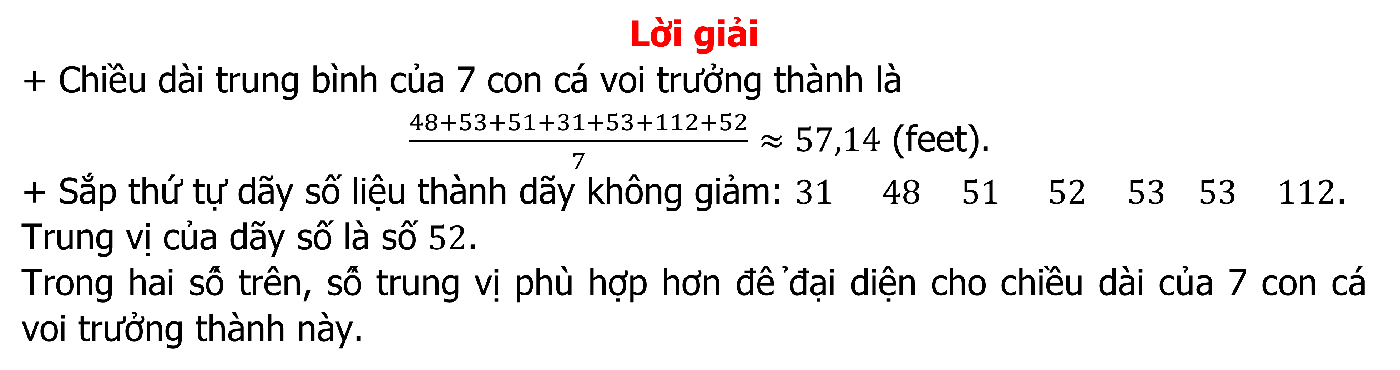 Lời giải
+ Chiều dài trung bình của 7 con cá voi trưởng thành là
(48+53+51+31+53+112+52)/7 ≈ 57,14 (feet).
+ Sắp thứ tự dãy số liệu thành dãy không giảm: 31 48 51 52 53 53 112.
Trung vị của dãy số là số 52.
Trong hai số trên, số trung vị phù hợp hơn để đại diện cho chiều dài của 7 con cá
voi trưởng thành này.